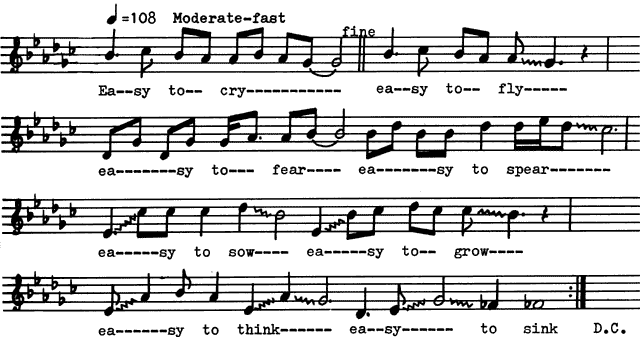 =108 Moderate-fast
fine
Ea--sy to-- cry------------ ea--sy to-- fly-----
ea-------sy to--- fear---- ea-------sy to spear--------
ea------sy to sow---- ea-----sy to-- grow----
ea------sy to think------ ea--sy------ to sink D.C.